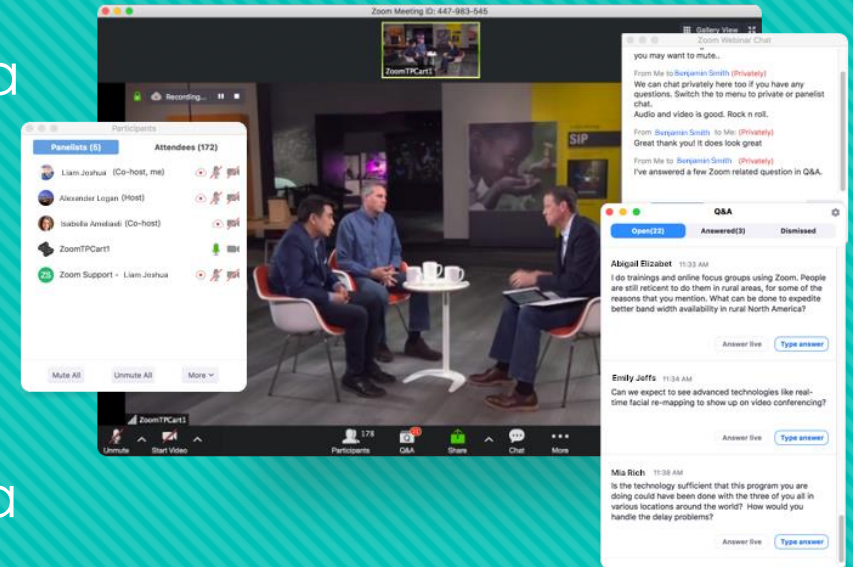 a
a
Zoom Meeting ID: 447-983-545
Gallery View
ZoomTPCart1
Recording...
SIP
ZoomTPCart1
Unmute
Start Video
178
Participants
Q&A
Share
Chat
More
Participants
Panelists (5)
Attendees (172)
Liam Joshua (Co-host, me)
Alexander Logan (Host)
Isabella Ameliasti (Co-host)
ZoomTPCart1
ZS Zoom Support - Liam Joshua
Mute All
Unmute All
More
Zoom Webinar Chat
you may want to mute..
From Me to Benjamin Smith (Privately)
We can chat privately here too if you have any
questions. Switch the to menu to private or panelist
chat.
Audio and video is good. Rock n roll.
From Benjamin Smith to Me: (Privately)
Great thank you! It does look great
From Me to Benjamin Smith (Privately)
I've answered a few Zoom related question in Q&A.
Q&A
Open(22)
Answered(3)
Dismissed
Abigail Elizabet 11:33 AM
I do trainings and online focus groups using Zoom. People
are still reticent to do them in rural areas, for some of the
reasons that you mention. What can be done to expedite
better band width availability in rural North America?
Answer live
Type answer
Emily Jeffs 11:34 AM
Can we expect to see advanced technologies like real-
time facial re-mapping to show up on video conferencing?
Answer live
Type answer
Mia Rich 11:38 AM
Is the technology sufficient that this program you are
doing could have been done with the three of you all in
various locations around the world? How would you
handle the delay problems?
Answer live
Type answer